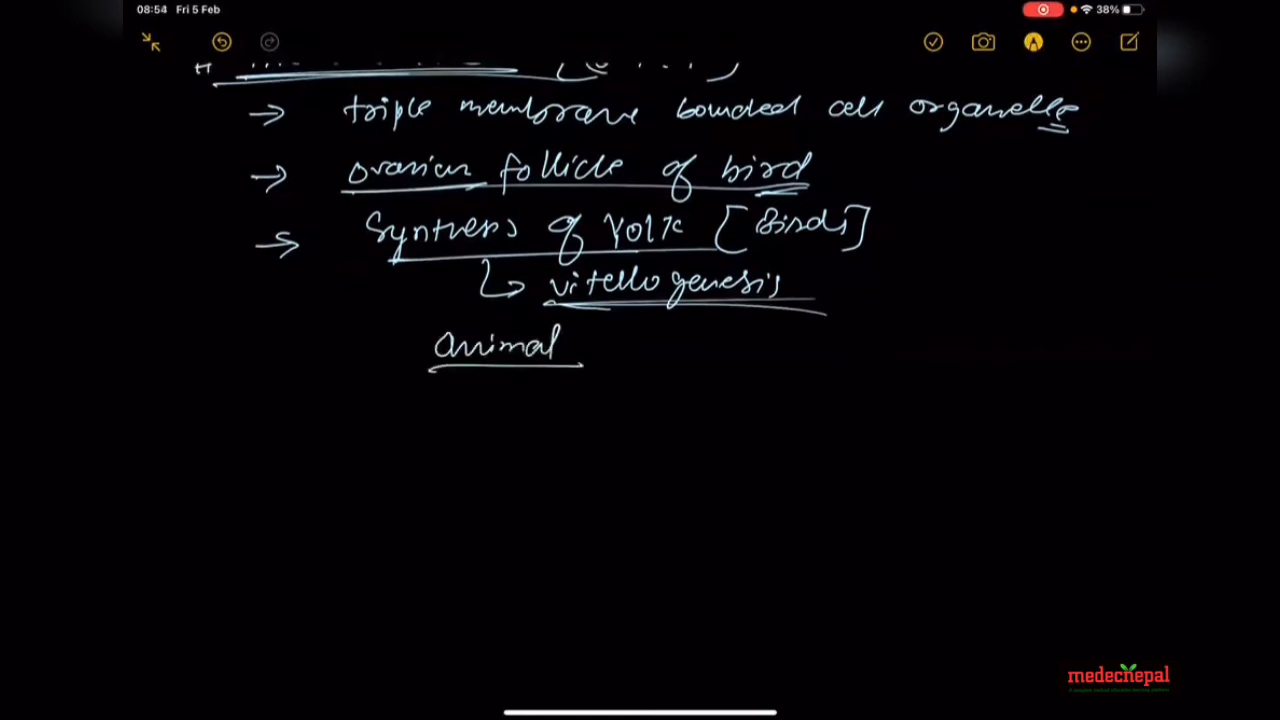 08:54 Fri 5 Feb 38%
#
→ triple membrane bounded cell organelle
→ ovarian follicle of bird
→ Synthesis of Yolk [Birds]
↳ vitellogenesis
animal
medecnepal